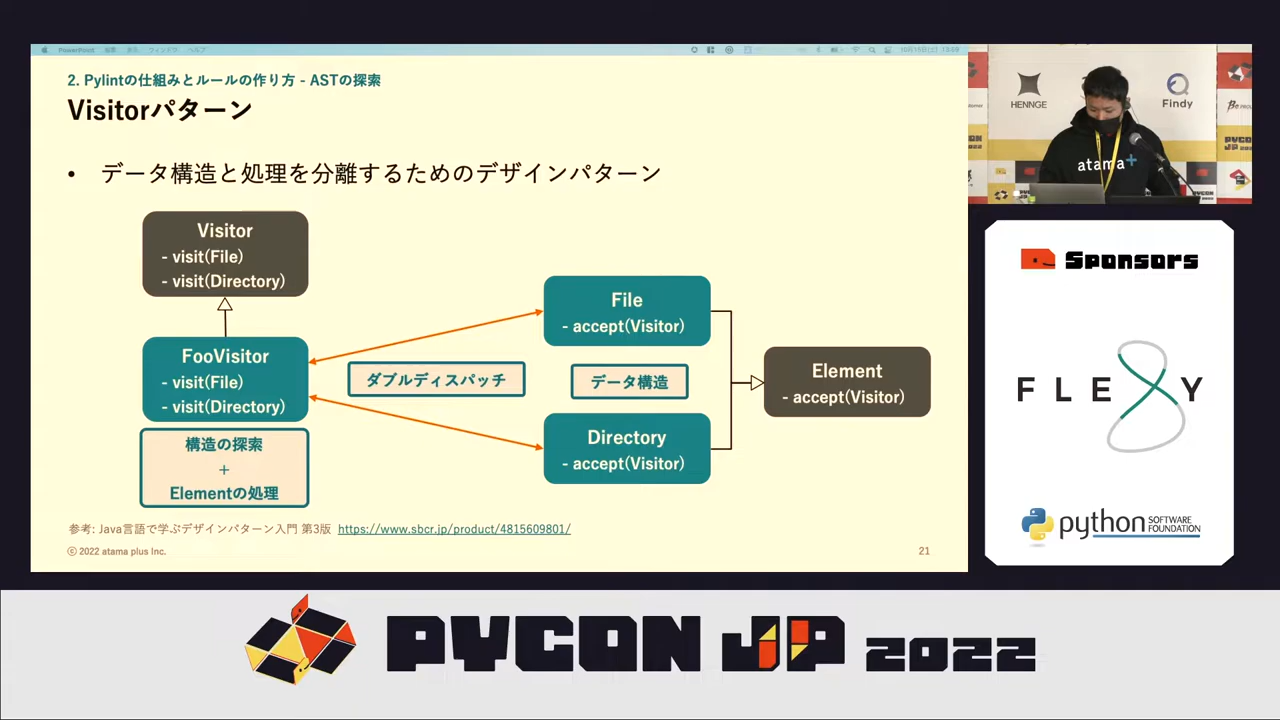 PowerPoint
2. Pylintの仕組みとルールの作り方 - ASTの探索
Visitorパターン
• データ構造と処理を分離するためのデザインパターン
Visitor
- visit(File)
- visit(Directory)
FooVisitor
- visit(File)
- visit(Directory)
構造の探索
+
Elementの処理
ダブルディスパッチ
File
- accept(Visitor)
データ構造
Directory
- accept(Visitor)
Element
- accept(Visitor)
参考: Java言語で学ぶデザインパターン入門 第3版 https://www.sbcr.jp/product/4815609801/
© 2022 atama plus Inc.
21
HENNGE
Findy
atama+
PYCON
JP 2022
Sponsors
FLEXY
python
SOFTWARE
FOUNDATION
PYCON JP 2022